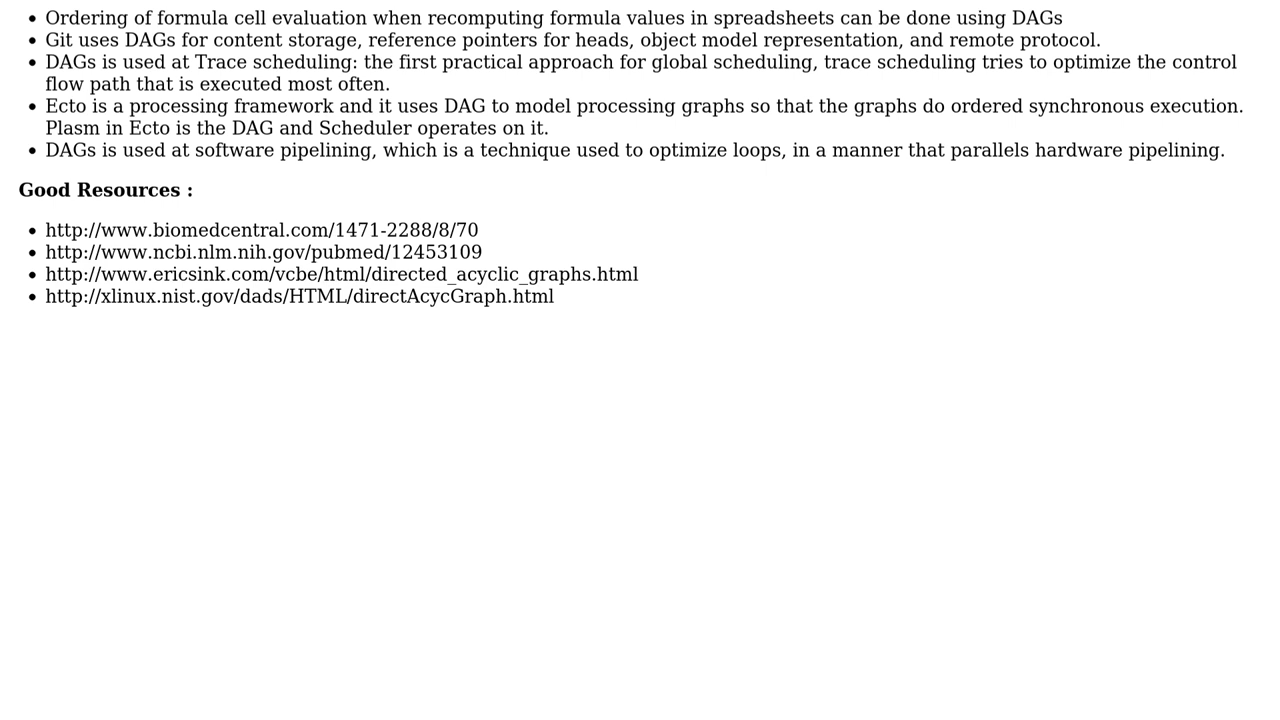 • Ordering of formula cell evaluation when recomputing formula values in spreadsheets can be done using DAGs
• Git uses DAGs for content storage, reference pointers for heads, object model representation, and remote protocol.
• DAGs is used at Trace scheduling: the first practical approach for global scheduling, trace scheduling tries to optimize the control
flow path that is executed most often.
• Ecto is a processing framework and it uses DAG to model processing graphs so that the graphs do ordered synchronous execution.
Plasm in Ecto is the DAG and Scheduler operates on it.
• DAGs is used at software pipelining, which is a technique used to optimize loops, in a manner that parallels hardware pipelining.
Good Resources :
• http://www.biomedcentral.com/1471-2288/8/70
• http://www.ncbi.nlm.nih.gov/pubmed/12453109
• http://www.ericsink.com/vcbe/html/directed_acyclic_graphs.html
• http://xlinux.nist.gov/dads/HTML/directAcycGraph.html